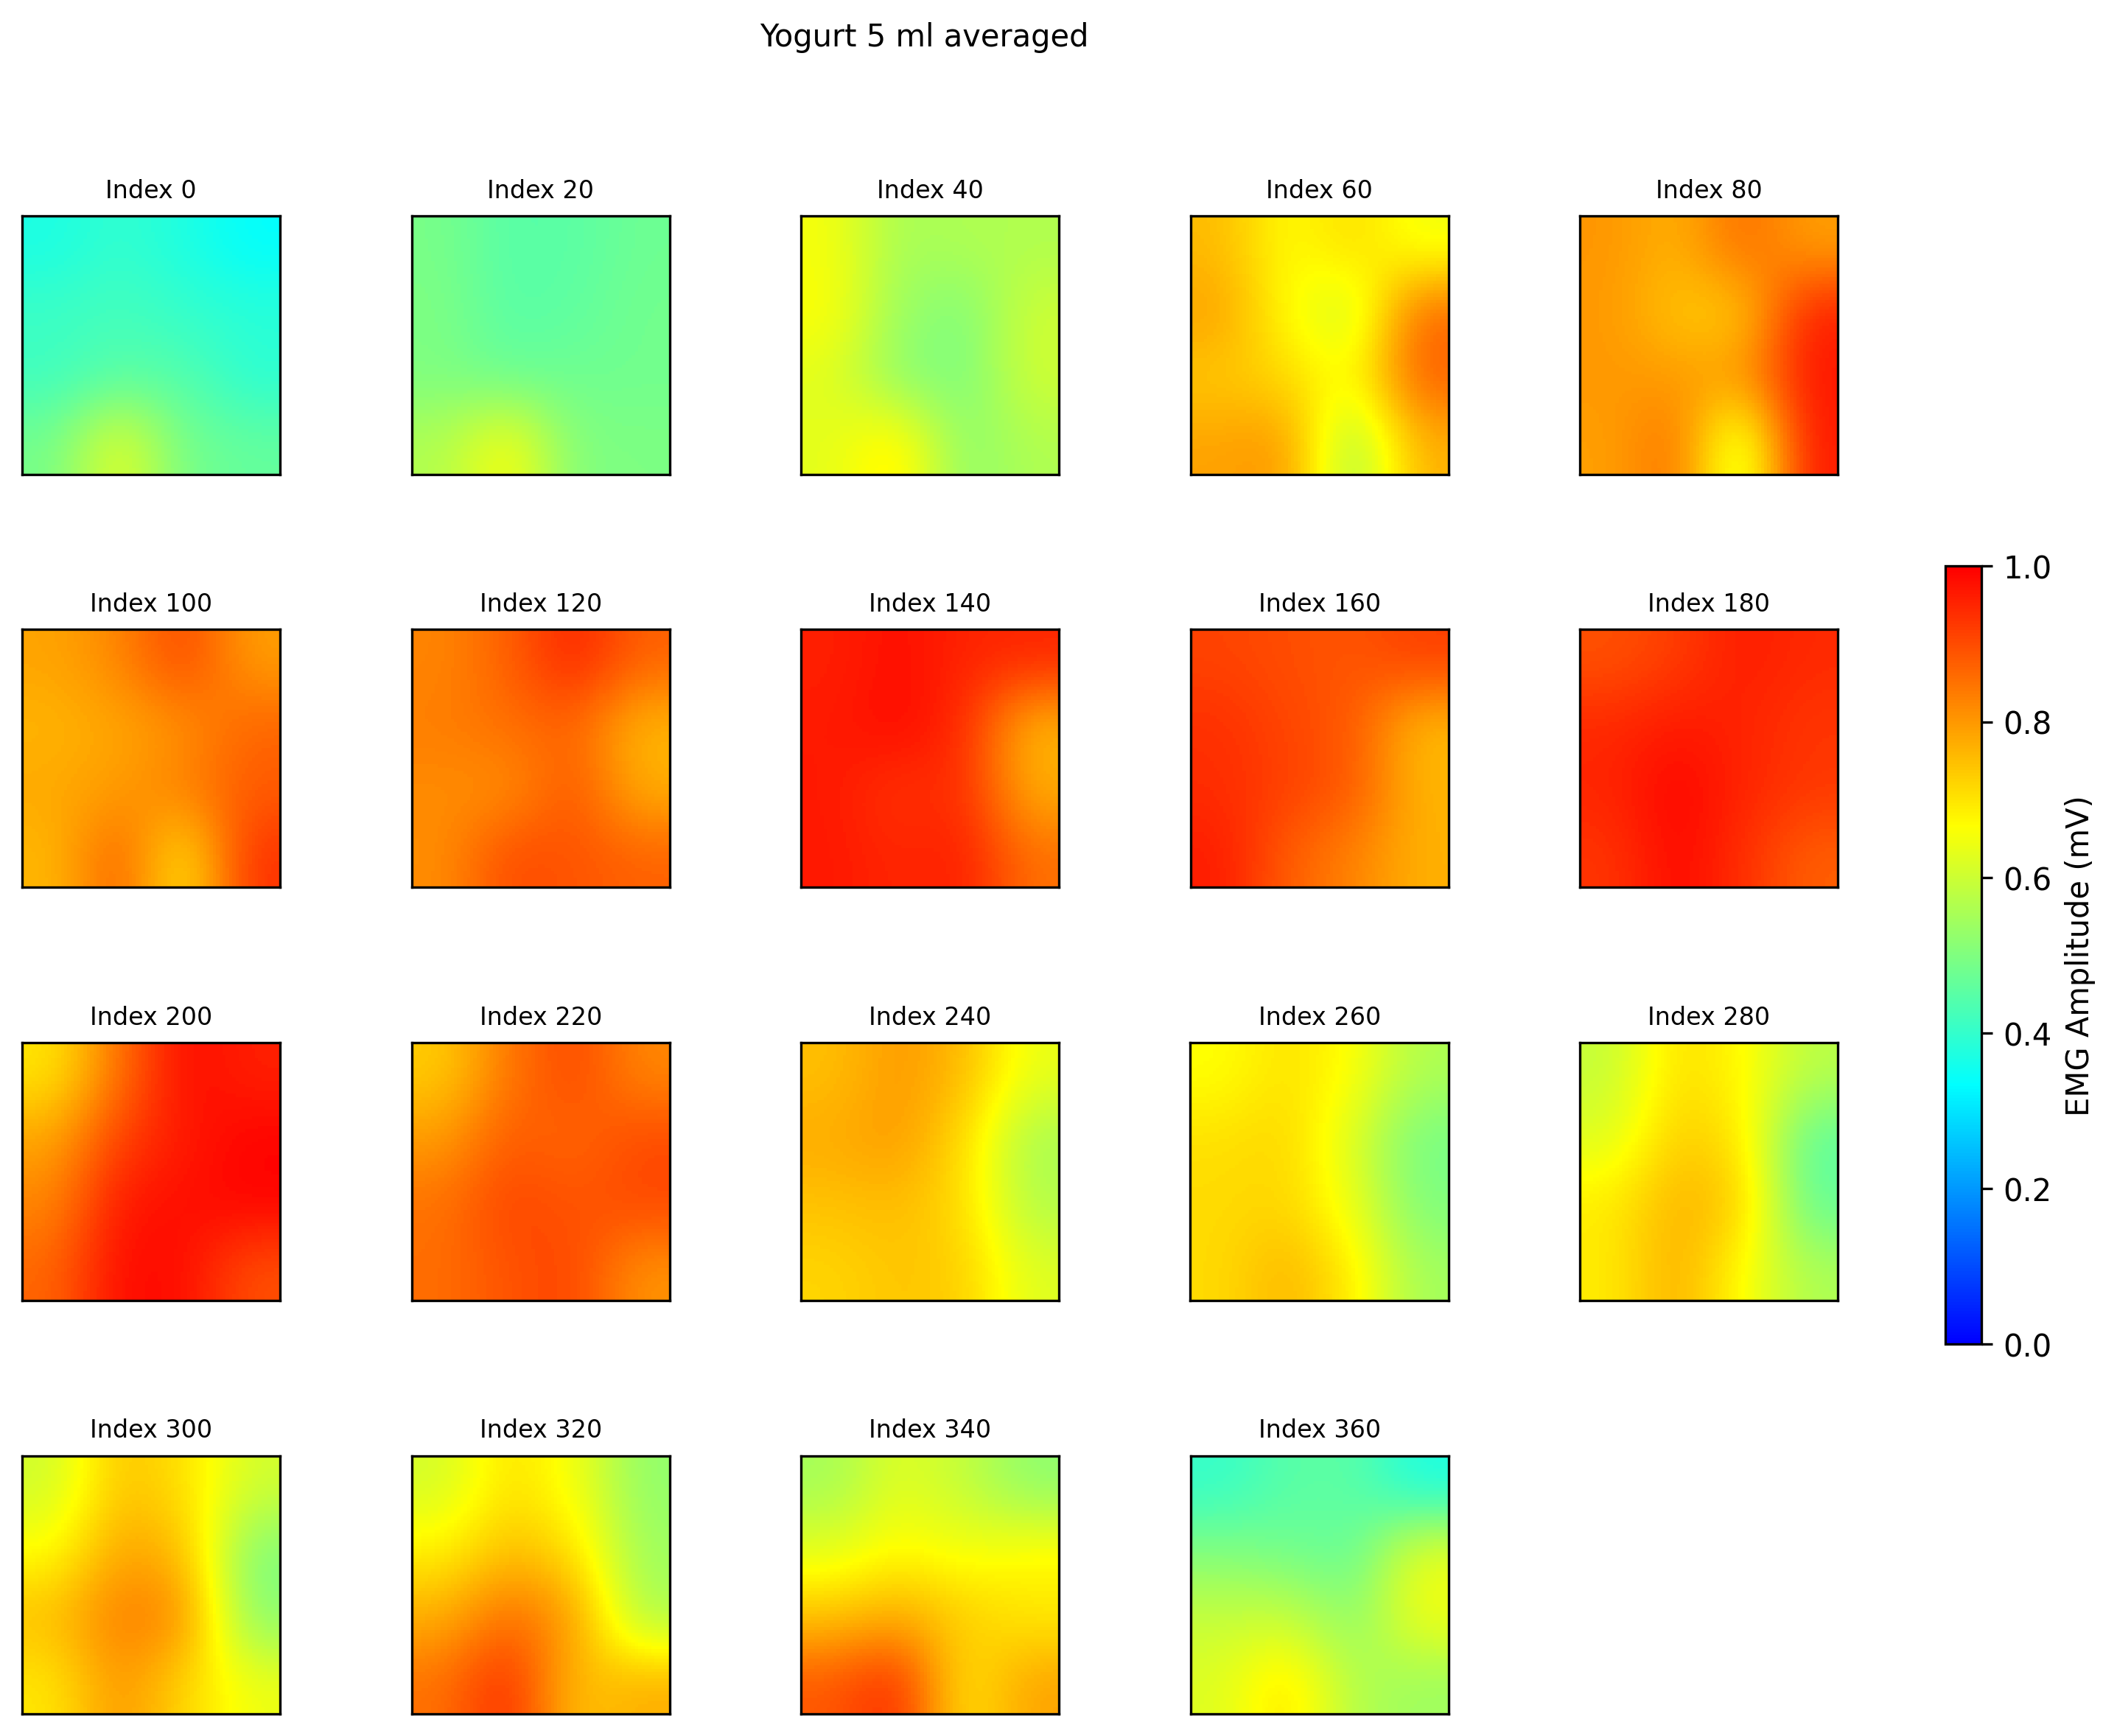 Yogurt 5 ml averaged
Index 0
Index 20
Index 40
Index 60
Index 80
Index 100
Index 120
Index 140
Index 160
Index 180
Index 200
Index 220
Index 240
Index 260
Index 280
Index 300
Index 320
Index 340
Index 360
1.0
0.8
0.6
0.4
0.2
0.0
EMG Amplitude (mV)